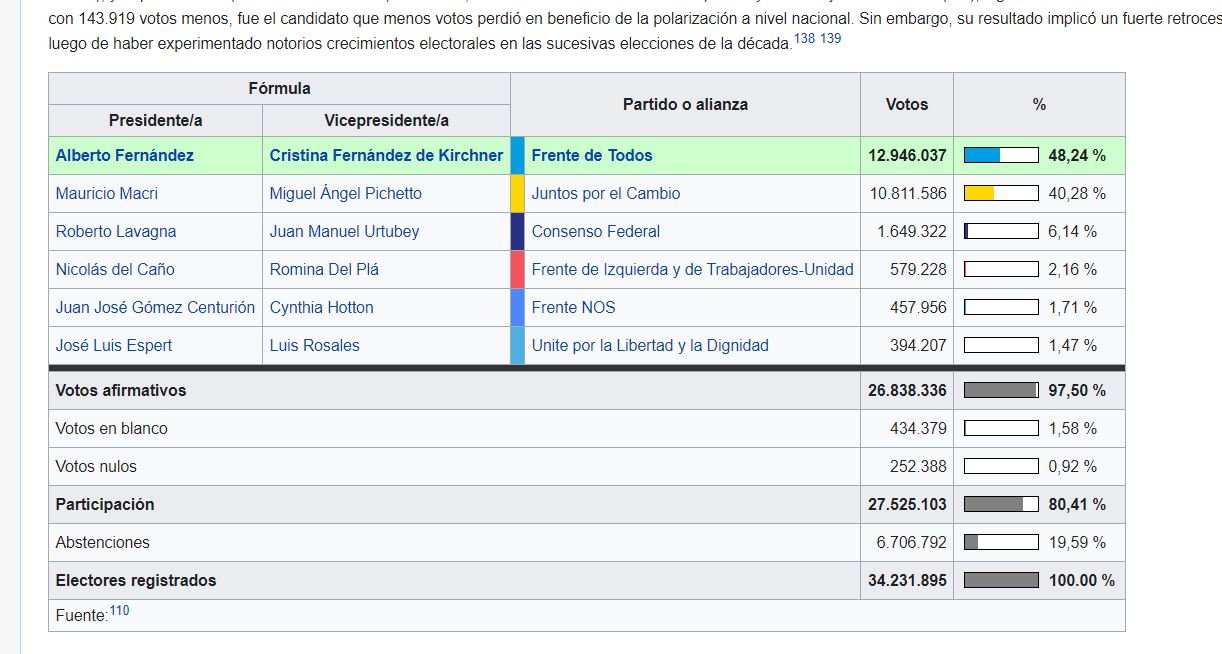 con 143.919 votos menos, fue el candidato que menos votos perdió en beneficio de la polarización a nivel nacional. Sin embargo, su resultado implicó un fuerte
luego de haber experimentado notorios crecimientos electorales en las sucesivas elecciones de la década.138 139
Fórmula
Partido o alianza
Votos
%
Presidente/a
Vicepresidente/a
Alberto Fernández Cristina Fernández de Kirchner Frente de Todos 12.946.037 48,24 %
Mauricio Macri Miguel Ángel Pichetto Juntos por el Cambio 10.811.586 40,28 %
Roberto Lavagna Juan Manuel Urtubey Consenso Federal 1.649.322 6,14 %
Nicolás del Caño Romina Del Plá Frente de Izquierda y de Trabajadores-Unidad 579.228 2,16 %
Juan José Gómez Centurión Cynthia Hotton Frente NOS 457.956 1,71 %
José Luis Espert Luis Rosales Unite por la Libertad y la Dignidad 394.207 1,47 %
Votos afirmativos 26.838.336 97,50 %
Votos en blanco 434.379 1,58 %
Votos nulos 252.388 0,92 %
Participación 27.525.103 80,41 %
Abstenciones 6.706.792 19,59 %
Electores registrados 34.231.895 100.00 %
Fuente:110